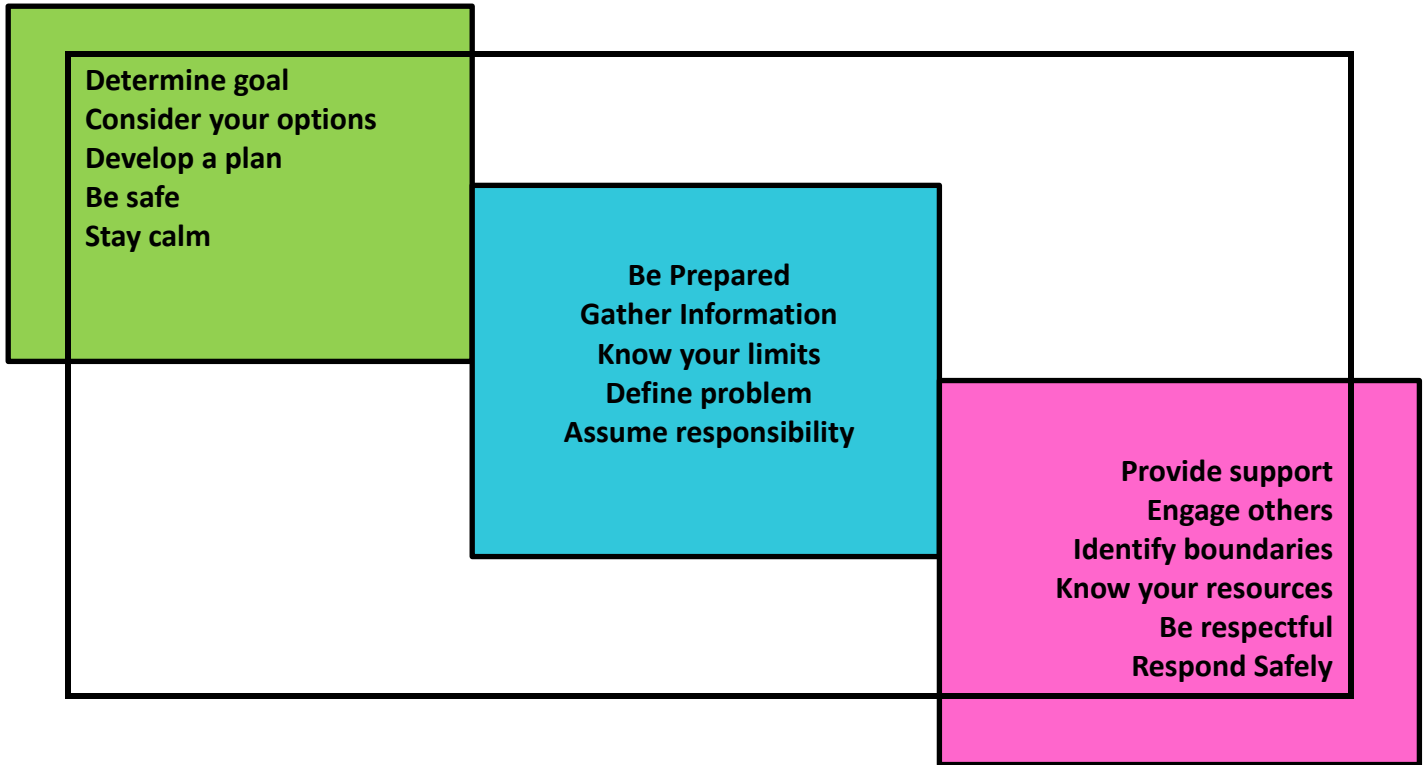 Determine goal
Consider your options
Develop a plan
Be safe
Stay calm
Be Prepared
Gather Information
Know your limits
Define problem
Assume responsibility
Provide support
Engage others
Identify boundaries
Know your resources
Be respectful
Respond Safely